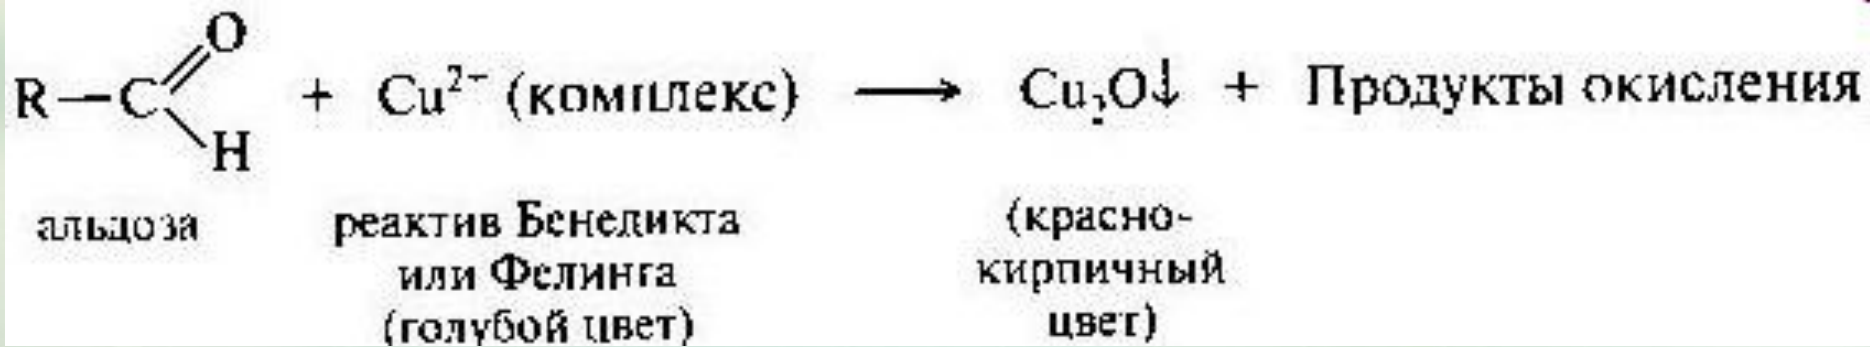 R—C(=O)—H + Cu²⁻ (комплекс) ⟶ Cu₂O↓ + Продукты окисления
альдоза
реактив Бенедикта
или Фелинга
(голубой цвет)
(красно-
кирпичный
цвет)